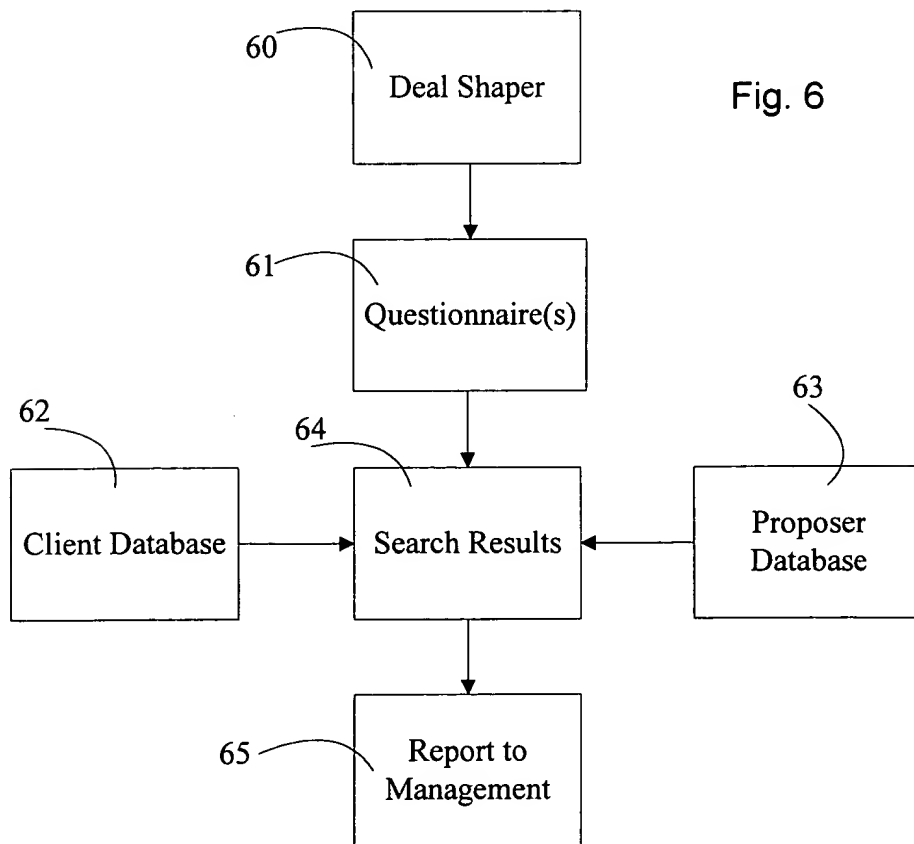 60
Deal Shaper
Fig. 6
61
Questionnaire(s)
62
64
63
Client Database
Search Results
Proposer
Database
65
Report to
Management